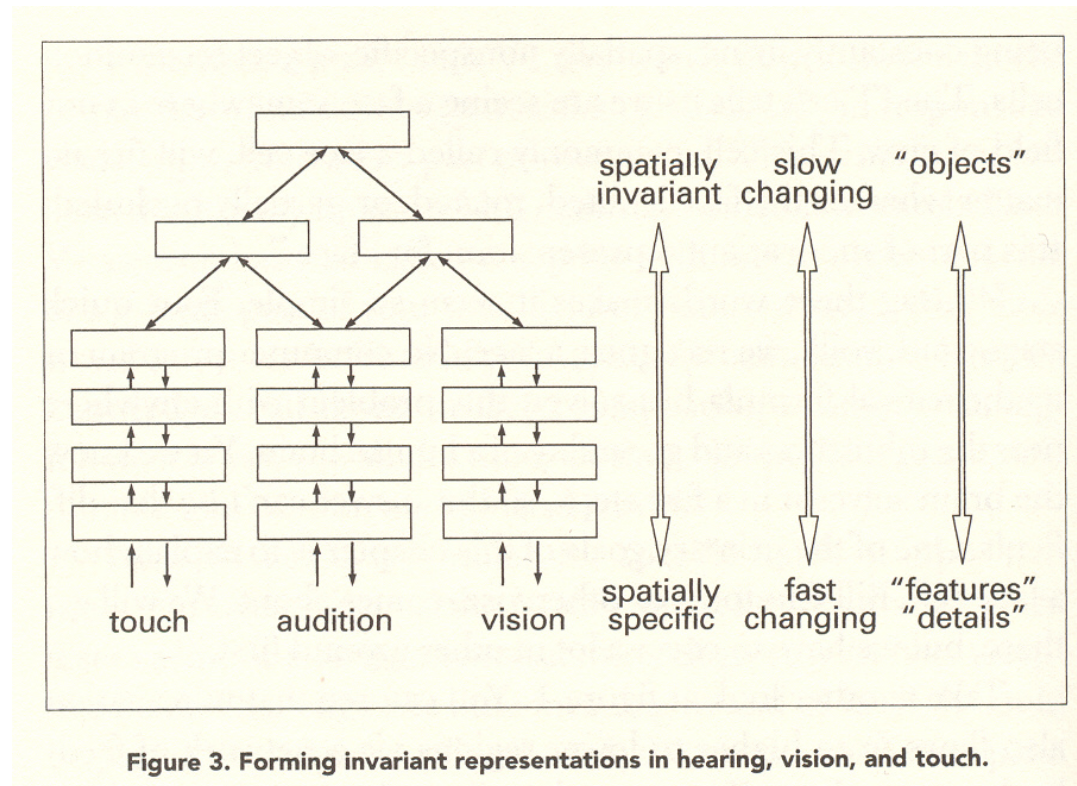 spatially
invariant
slow
changing
“objects”
touch
audition
vision
spatially
specific
fast
changing
“features”
“details”
Figure 3. Forming invariant representations in hearing, vision, and touch.